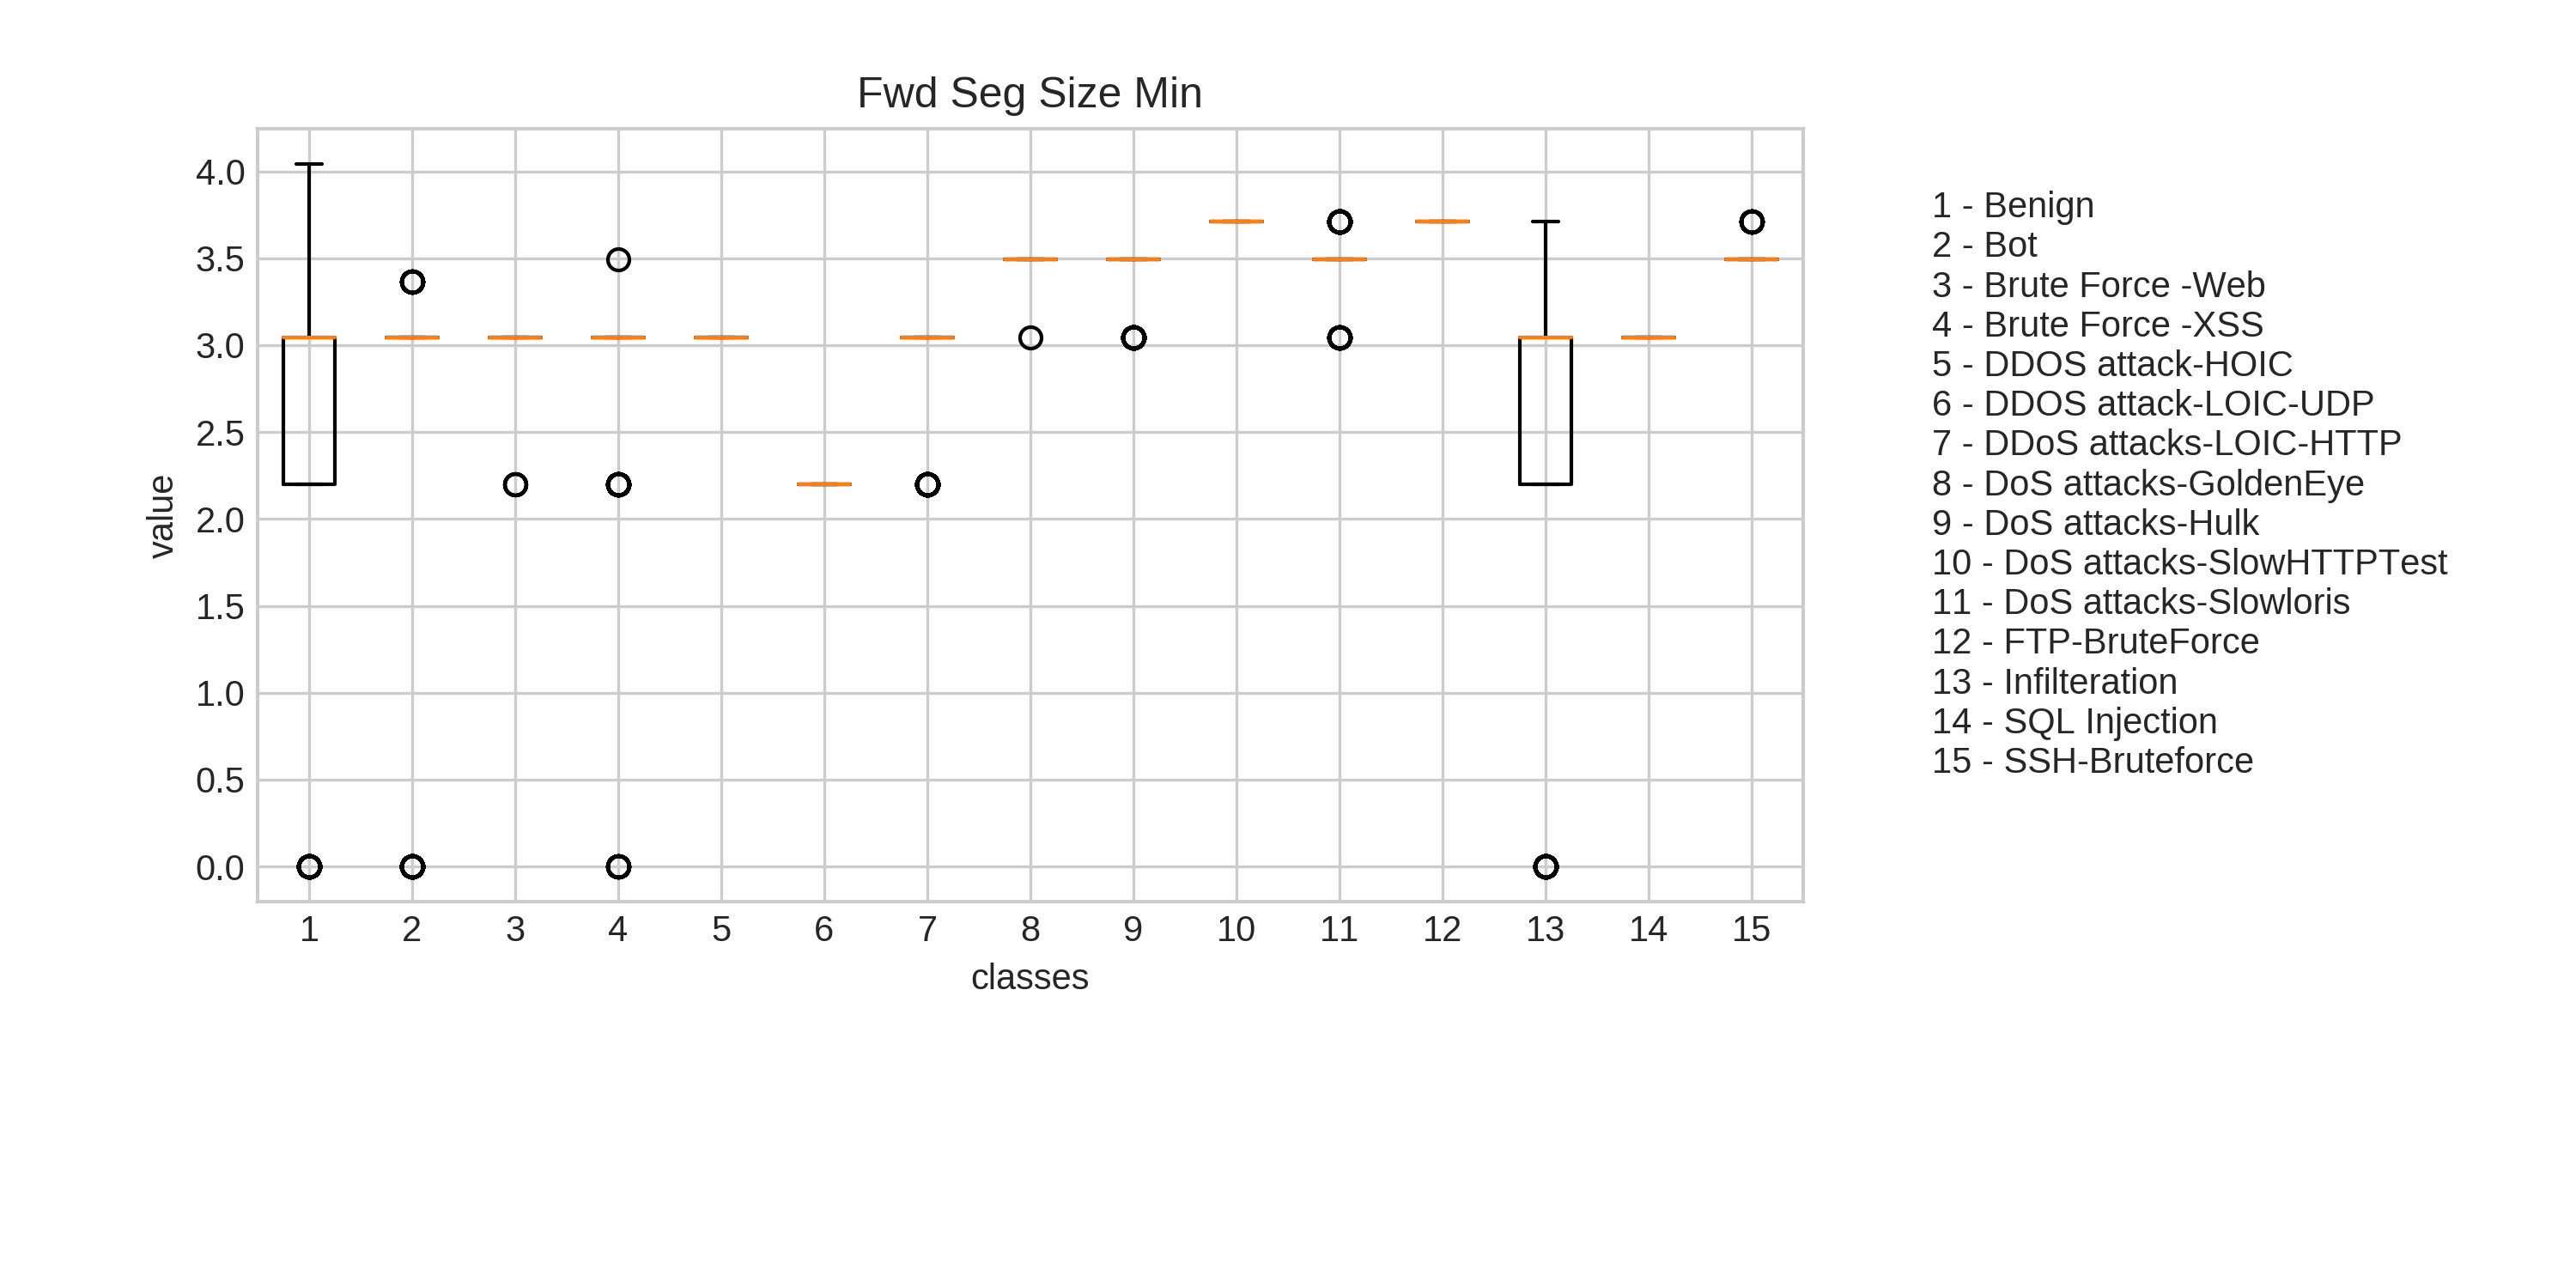 Fwd Seg Size Min
4.0
3.5
3.0
2.5
2.0
1.5
1.0
0.5
0.0
value
1 2 3 4 5 6 7 8 9 10 11 12 13 14 15
classes
1 - Benign
2 - Bot
3 - Brute Force -Web
4 - Brute Force -XSS
5 - DDOS attack-HOIC
6 - DDOS attack-LOIC-UDP
7 - DDoS attacks-LOIC-HTTP
8 - DoS attacks-GoldenEye
9 - DoS attacks-Hulk
10 - DoS attacks-SlowHTTPTest
11 - DoS attacks-Slowloris
12 - FTP-BruteForce
13 - Infilteration
14 - SQL Injection
15 - SSH-Bruteforce